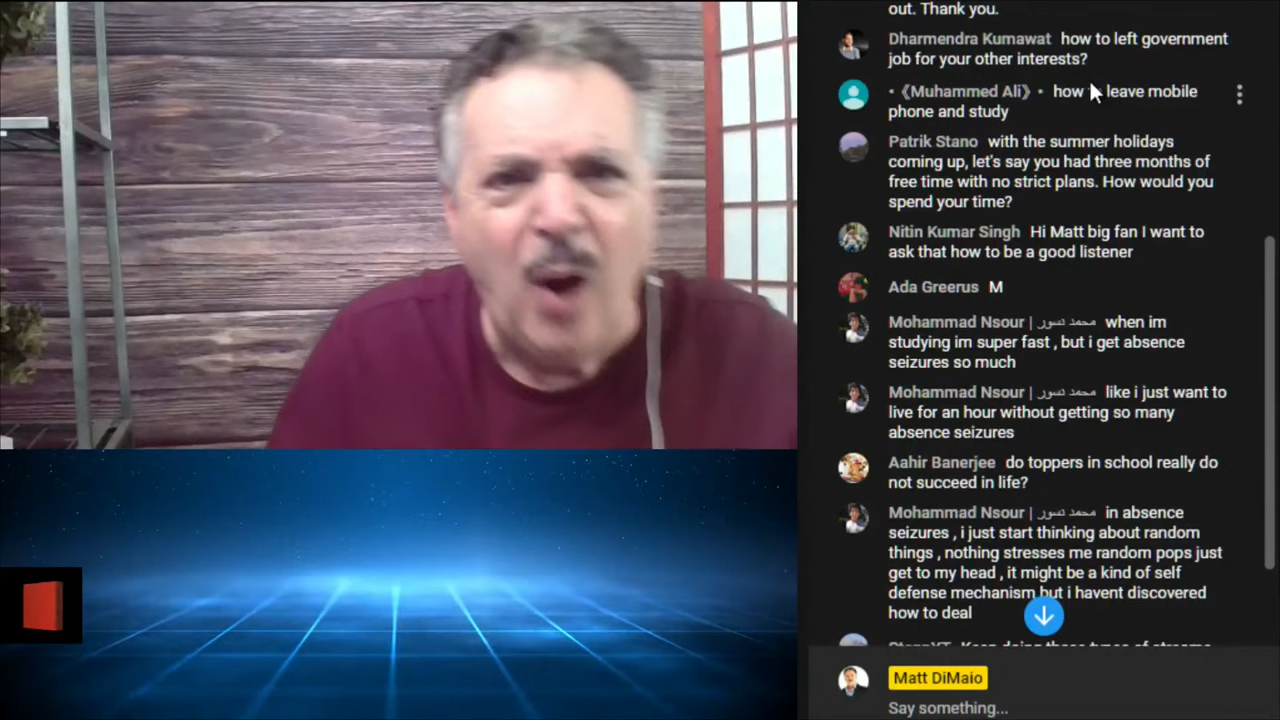 out. Thank you.
Dharmendra Kumawat how to left government
job for your other interests?
• 《Muhammed Ali》 • how leave mobile
phone and study
Patrik Stano with the summer holidays
coming up, let's say you had three months of
free time with no strict plans. How would you
spend your time?
Nitin Kumar Singh Hi Matt big fan I want to
ask that how to be a good listener
Ada Greerus M
Mohammad Nsour | محمد نسور when im
studying im super fast , but i get absence
seizures so much
Mohammad Nsour | محمد نسور like i just want to
live for an hour without getting so many
absence seizures
Aahir Banerjee do toppers in school really do
not succeed in life?
Mohammad Nsour | محمد نسور in absence
seizures , i just start thinking about random
things , nothing stresses me random pops just
get to my head , it might be a kind of self
defense mechanism but i havent discovered
how to deal
Matt DiMaio
Say something...